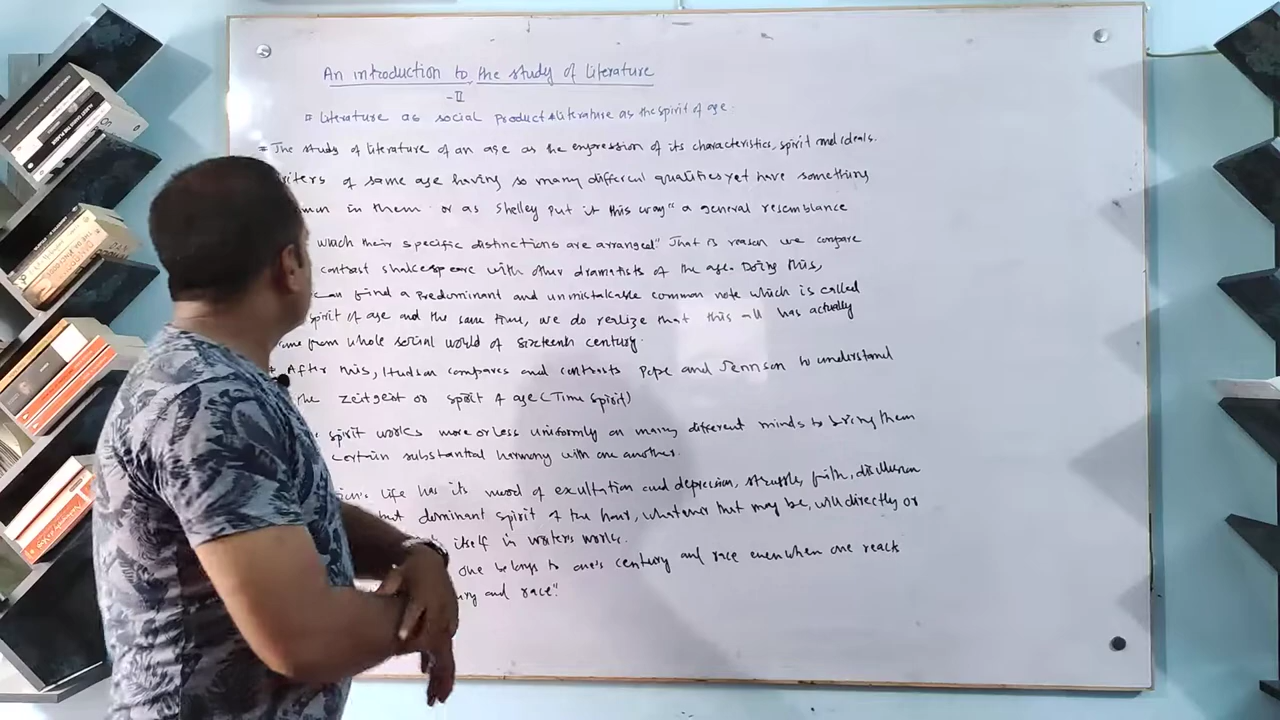 An introduction to the study of Literature
-II
= Literature as social product & Literature as the spirit of age.
= The study of literature of an age as the expression of its characteristics, spirit and ideals.
of same age having so many different qualities yet have something
in them or as Shelley put it this way "a general resemblance
which their specific distinctions are arranged" That is reason we compare
contrast shakespeare with other dramatists of the age. Doing this,
can find a predominant and unmistakable common note which is called
spirit of age and the same time, we do realize that this all has actually
from whole social world of sixteenth century.
After this, Hudson compares and contrasts Pope and Tennson to understand
the zeitgeist or spirit of age (Time spirit)
spirit works more or less uniformly on many different minds to bring them
certain substantial harmony with one another.
life has its mood of exultation and depression, struggle, faith, disillusion
but dominant spirit of the hour, whatever that may be, will directly or
itself in writers works.
one belongs to one's century and race even when one reacts
and race."